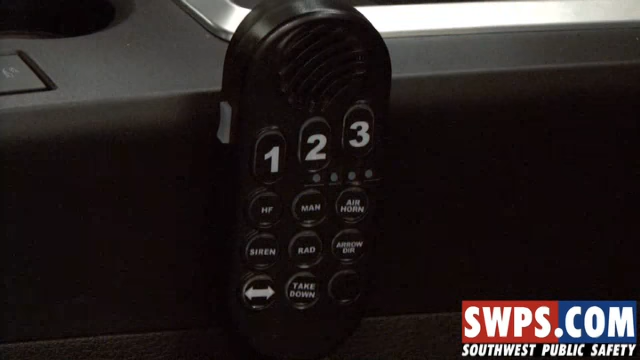 1 2 3
HF MAN AIR HORN
SIREN RAD ARROW DIR
TAKE DOWN
SWPS.COM
SOUTHWEST PUBLIC SAFETY